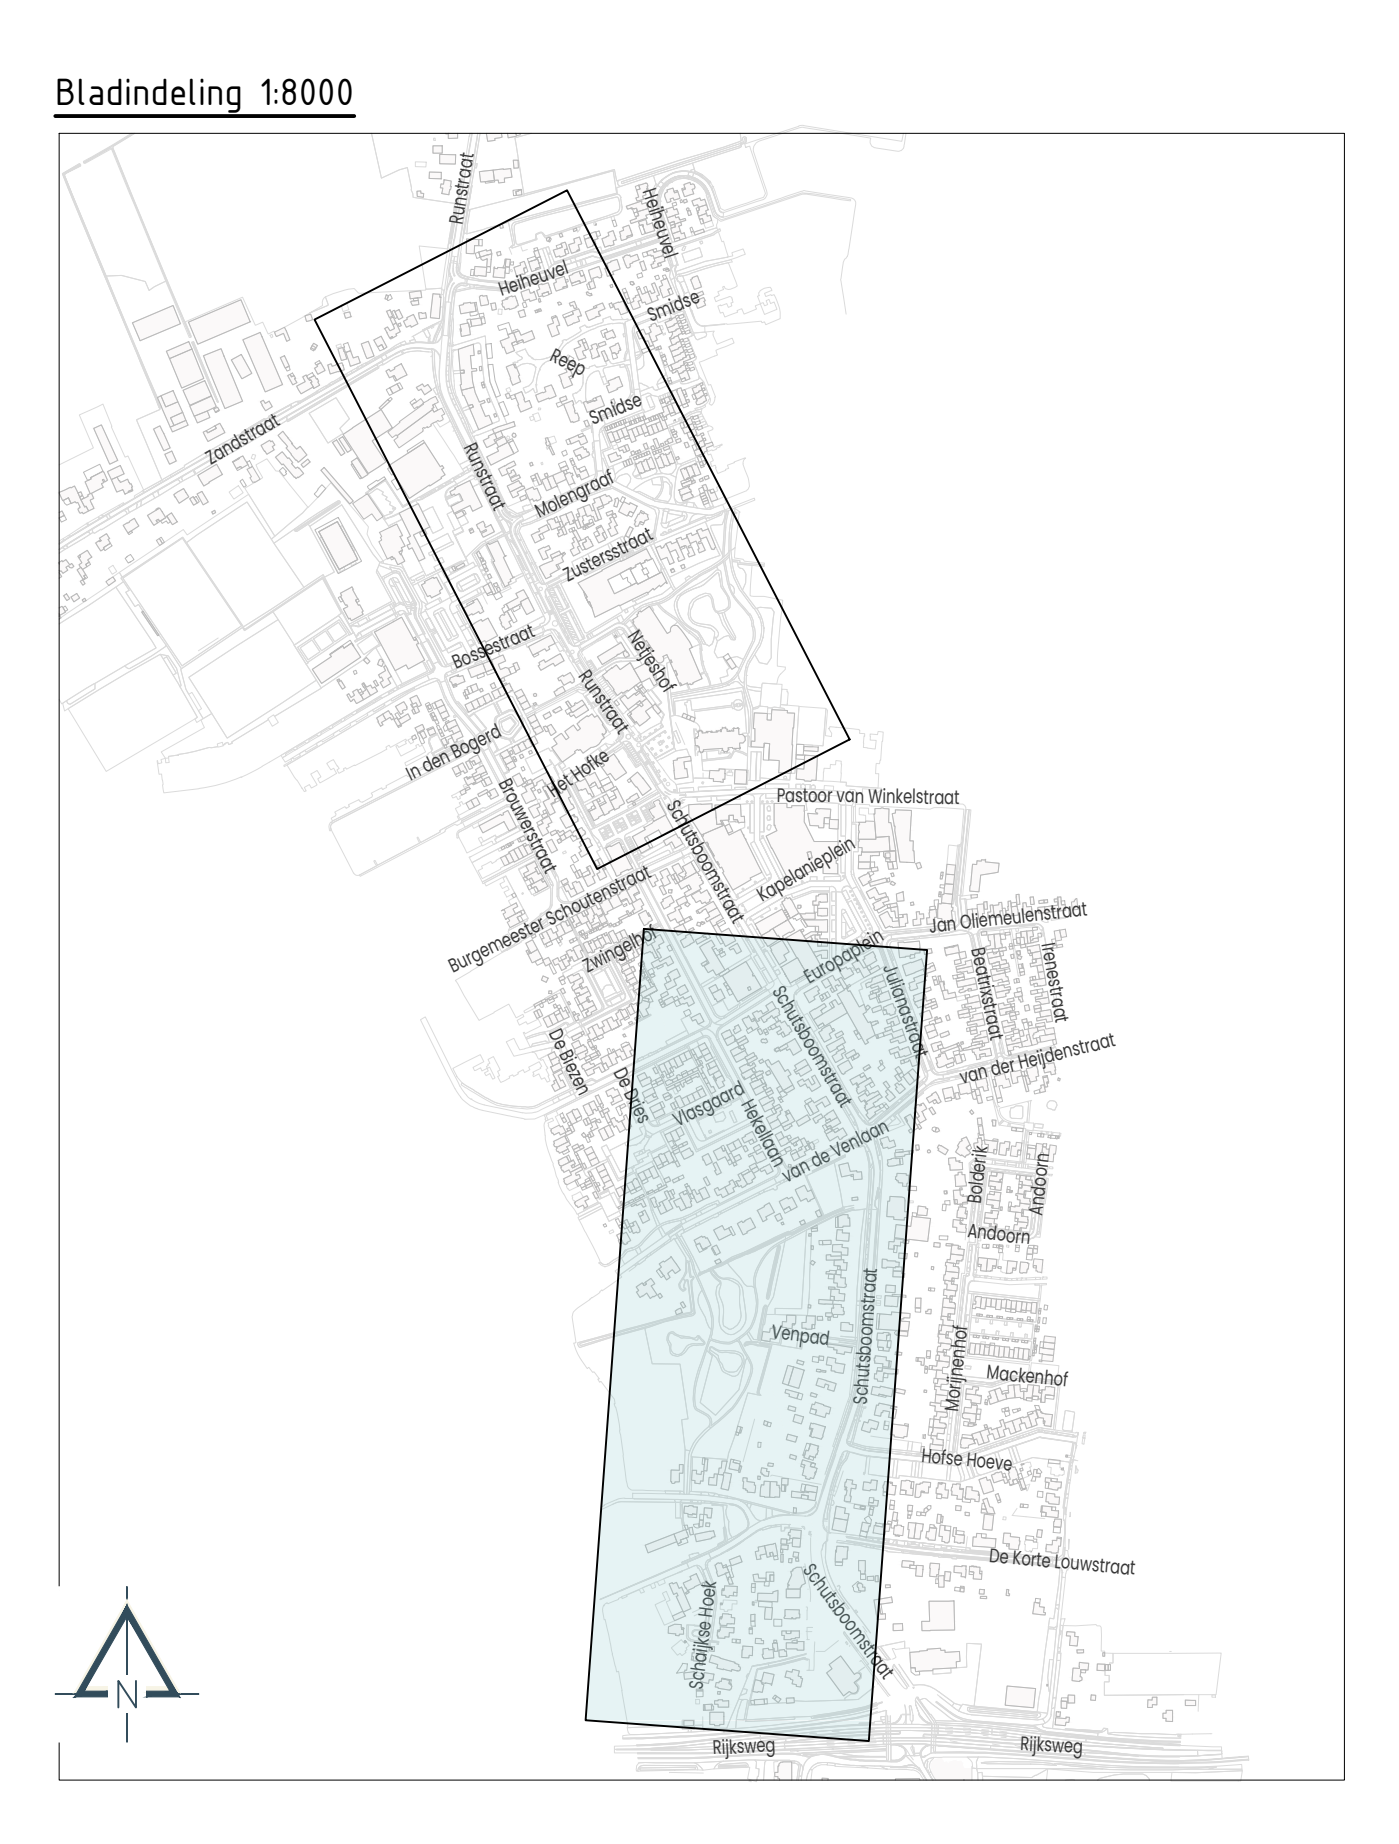 Bladindeling 1:8000
Runstraat
Heiheuvel
Heiheuvel
Smidse
Reep
Smidse
Zandstraat
Runstraat
Molengraaf
Zustersstraat
Bossestraat
Netjeshof
Runstraat
In den Bogerd
Het Hofke
Brouwerstraat
Pastoor van Winkelstraat
Schutsboomstraat
Kapelanieplein
Burgemeester Schoutenstraat
Jan Oliemeulenstraat
Zwingelhof
Europaplein
Julianastraat
Beatrixstraat
Irenestraat
Schutsboomstraat
De Biezen
De Dries
van der Heijdenstraat
Vlasgaard
Hekellaan
van de Venlaan
Bolderik
Andoorn
Andoorn
Schutsboomstraat
Venpad
Morijnenhof
Mackenhof
Hofse Hoeve
De Korte Louwstraat
Schaijkse Hoek
Schutsboomstraat
N
Rijksweg
Rijksweg